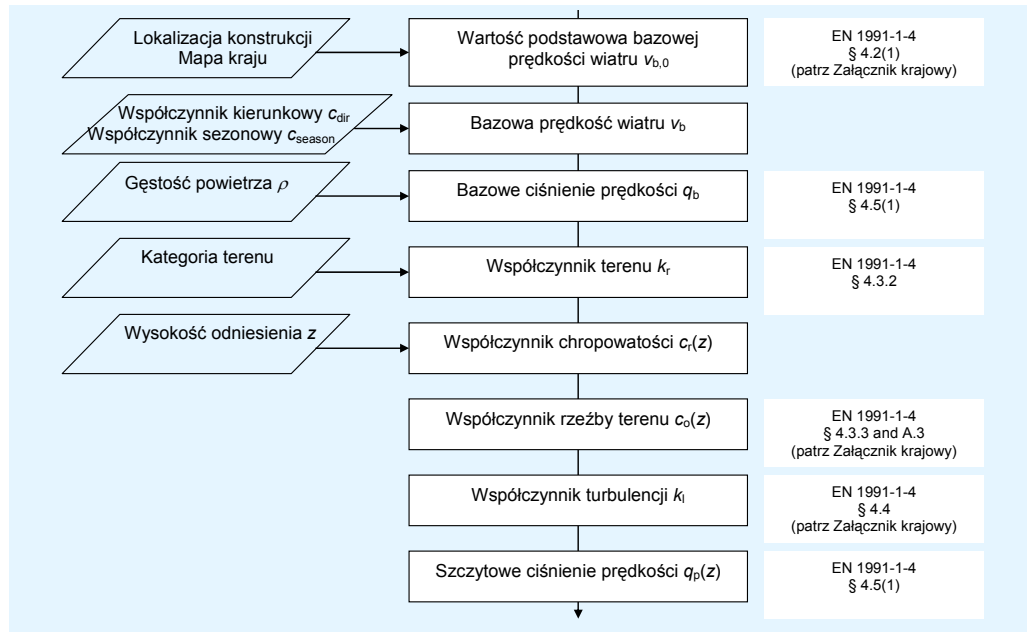 Lokalizacja konstrukcji
Mapa kraju
Wartość podstawowa bazowej
prędkości wiatru vb,0
EN 1991-1-4
§ 4.2(1)
(patrz Załącznik krajowy)
Współczynnik kierunkowy cdir
Współczynnik sezonowy cseason
Bazowa prędkość wiatru vb
Gęstość powietrza ρ
Bazowe ciśnienie prędkości qb
EN 1991-1-4
§ 4.5(1)
Kategoria terenu
Współczynnik terenu kr
EN 1991-1-4
§ 4.3.2
Wysokość odniesienia z
Współczynnik chropowatości cr(z)
Współczynnik rzeźby terenu co(z)
EN 1991-1-4
§ 4.3.3 and A.3
(patrz Załącznik krajowy)
Współczynnik turbulencji kl
EN 1991-1-4
§ 4.4
(patrz Załącznik krajowy)
Szczytowe ciśnienie prędkości qp(z)
EN 1991-1-4
§ 4.5(1)